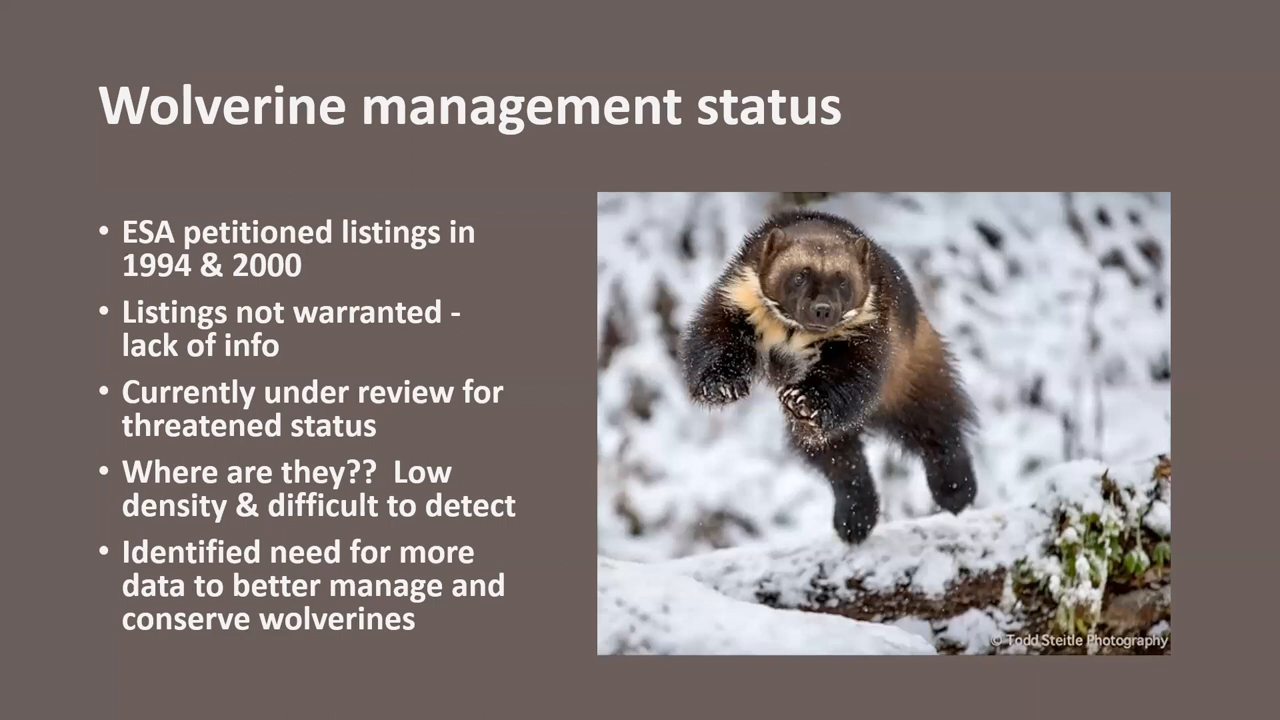 Wolverine management status
• ESA petitioned listings in
1994 & 2000
• Listings not warranted -
lack of info
• Currently under review for
threatened status
• Where are they??  Low
density & difficult to detect
• Identified need for more
data to better manage and
conserve wolverines
© Todd Steitle Photography